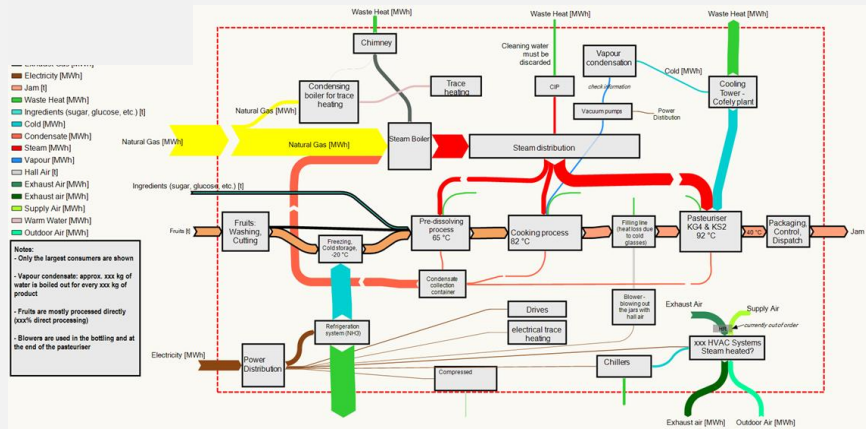 Waste Heat [MWh]
Waste Heat [MWh]
Waste Heat [MWh]
Chimney
Cleaning water
must be
discarded
Vapour
condensation
Cold [MWh]
Cooling
Tower -
Cofely plant
Condensing
boiler for trace
heating
Trace
heating
CIP
check information
Vacuum pumps
Power
Distibution
Natural Gas [MWh]
Natural Gas [MWh]
Natural Gas [MWh]
Steam Boiler
Steam distribution
Electricity [MWh]
Jam [t]
Waste Heat [MWh]
Ingredients (sugar, glucose, etc.) [t]
Cold [MWh]
Condensate [MWh]
Steam [MWh]
Vapour [MWh]
Hall Air [t]
Exhaust Air [MWh]
Exhaust air [MWh]
Supply Air [MWh]
Warm Water [MWh]
Outdoor Air [MWh]
Ingredients (sugar, glucose, etc.) [t]
Fruits [t]
Fruits:
Washing,
Cutting
Freezing,
Cold storage,
-20 °C
Pre-dissolving
process
65 °C
Cooking process
82 °C
Filling line
(heat loss due to
cold
glasses)
Pasteuriser
KG4 & KS2
92 °C
40 °C
Packaging,
Control,
Dispatch
Jam
Condensate
collection
container
Notes:
- Only the largest consumers are shown
- Vapour condensate: approx. xxx kg of
water is boiled out for every xxx kg of
product
- Fruits are mostly processed directly
(xxx% direct processing)
- Blowers are used in the bottling and at
the end of the pasteuriser
Refrigeration
system (NH3)
Drives
electrical trace
heating
Blower -
blowing out
the jars with
hall air
Exhaust Air
Supply Air
HR
currently out of order
xxx HVAC Systems
Steam heated?
Electricity [MWh]
Power
Distribution
Compressed
Chillers
Exhaust air [MWh]
Outdoor Air [MWh]